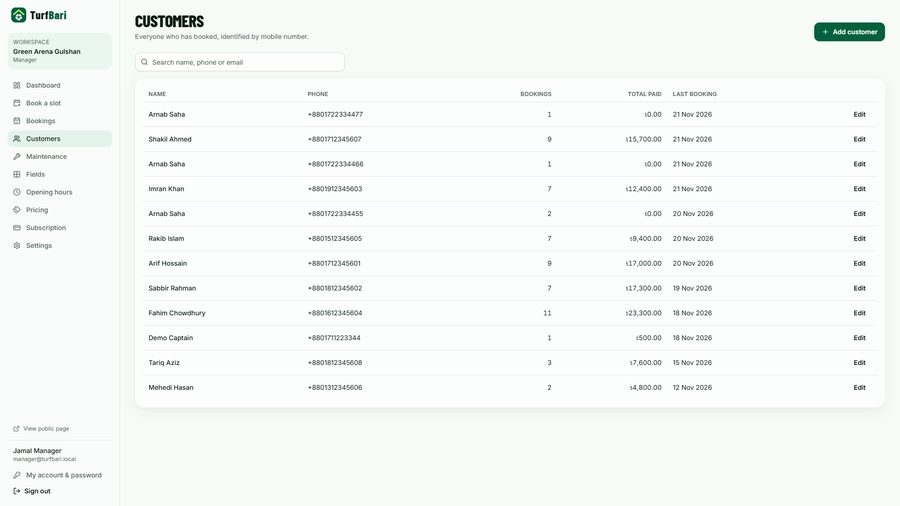 TurfBari
WORKSPACE
Green Arena Gulshan
Manager
Dashboard
Book a slot
Bookings
Customers
Maintenance
Fields
Opening hours
Pricing
Subscription
Settings
View public page
Jamal Manager
manager@turfbari.local
My account & password
Sign out
CUSTOMERS
Everyone who has booked, identified by mobile number.
+ Add customer
Search name, phone or email
NAME PHONE BOOKINGS TOTAL PAID LAST BOOKING
Arnab Saha +8801722334477 1 ৳0.00 21 Nov 2026 Edit
Shakil Ahmed +8801712345607 9 ৳15,700.00 21 Nov 2026 Edit
Arnab Saha +8801722334466 1 ৳0.00 21 Nov 2026 Edit
Imran Khan +8801912345603 7 ৳12,400.00 21 Nov 2026 Edit
Arnab Saha +8801722334455 2 ৳0.00 20 Nov 2026 Edit
Rakib Islam +8801512345605 7 ৳9,400.00 20 Nov 2026 Edit
Arif Hossain +8801712345601 9 ৳17,000.00 20 Nov 2026 Edit
Sabbir Rahman +8801812345602 7 ৳17,300.00 19 Nov 2026 Edit
Fahim Chowdhury +8801612345604 11 ৳23,300.00 18 Nov 2026 Edit
Demo Captain +8801711223344 1 ৳500.00 18 Nov 2026 Edit
Tariq Aziz +8801812345608 3 ৳7,600.00 15 Nov 2026 Edit
Mehedi Hasan +8801312345606 2 ৳4,800.00 12 Nov 2026 Edit